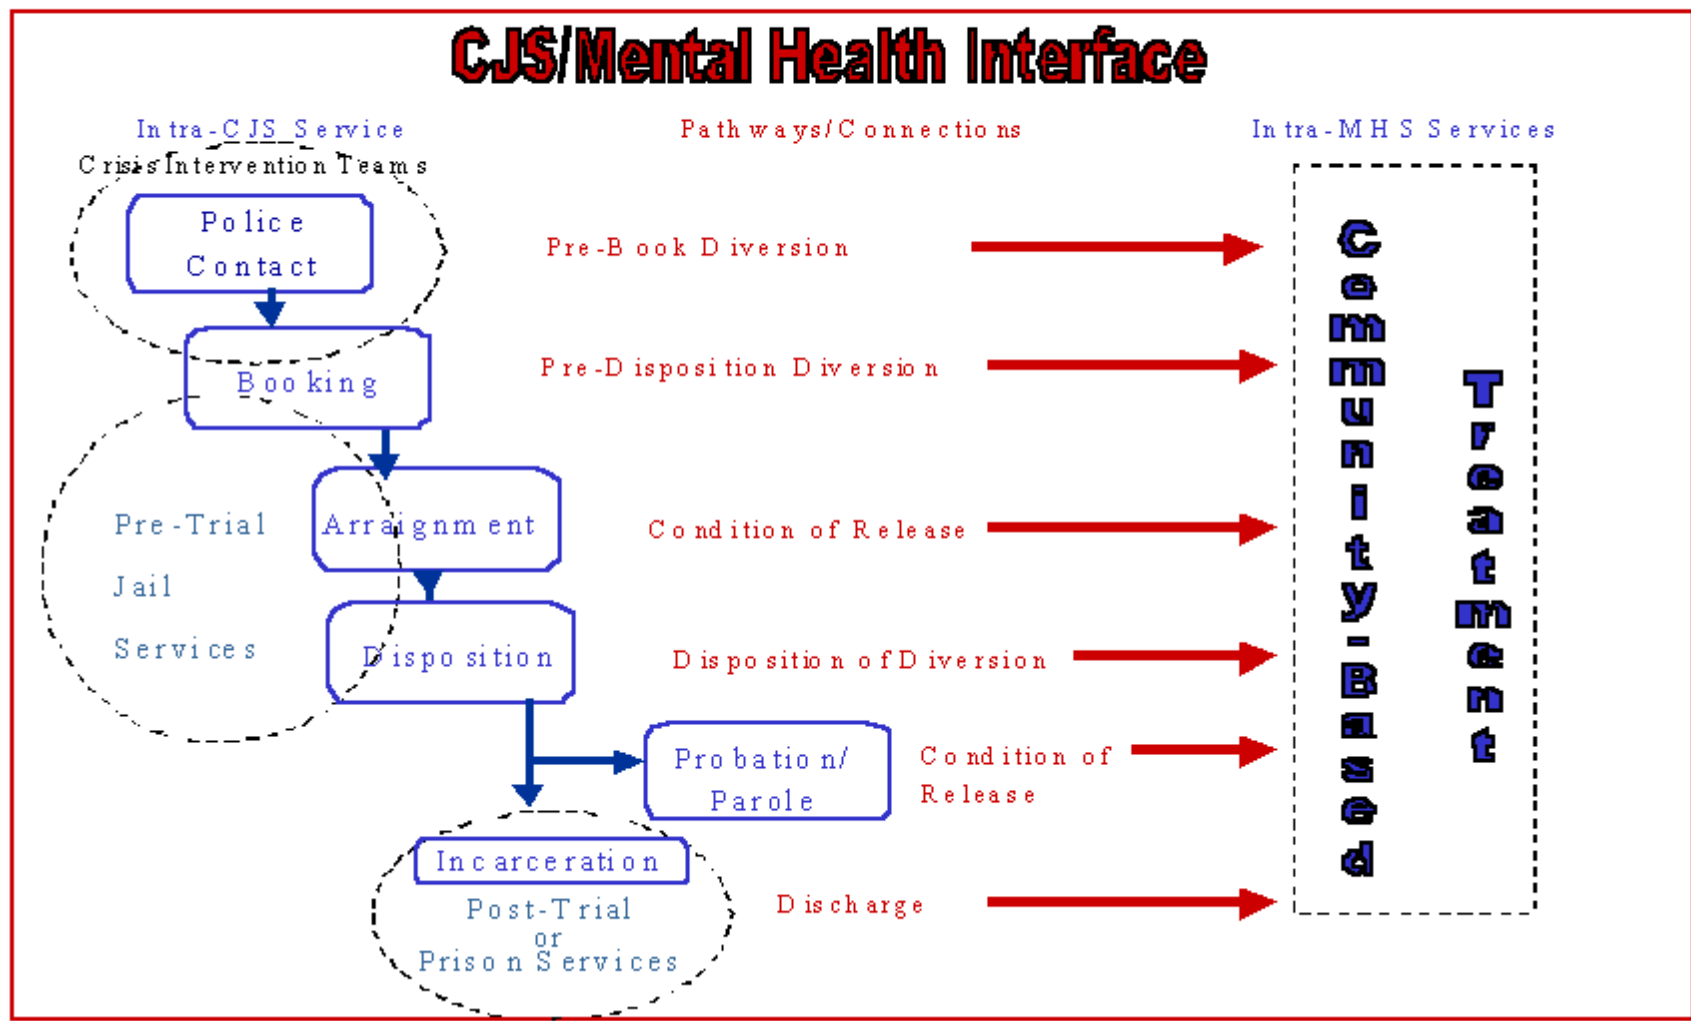 CJS/Mental Health Interface
Intra-CJS Service
Pathways/Connections
Intra-MHS Services
Crisis Intervention Teams
Police
Contact
Pre-Book Diversion
Booking
Pre-Disposition Diversion
Pre-Trial
Jail
Services
Arraignment
Condition of Release
Disposition
Disposition of Diversion
Probation/
Parole
Condition of
Release
Incarceration
Post-Trial
or
Prison Services
Discharge
Community-Based
Treatment